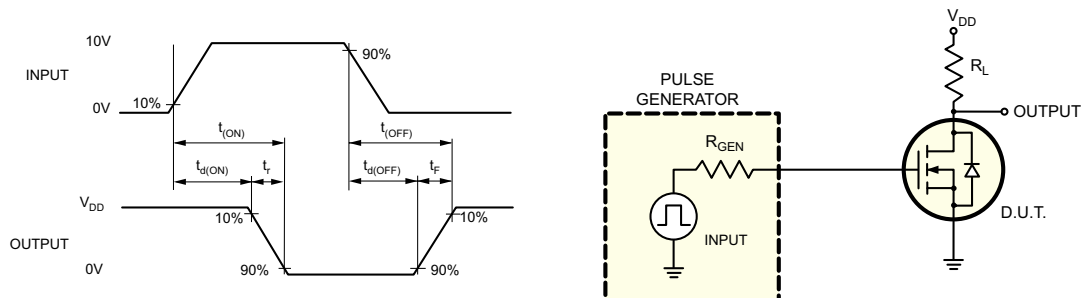 10V
INPUT
0V
10%
90%
t(ON)
t(OFF)
td(ON)
tr
td(OFF)
tF
VDD
10%
10%
OUTPUT
0V
90%
90%
VDD
RL
PULSE
GENERATOR
OUTPUT
RGEN
INPUT
D.U.T.